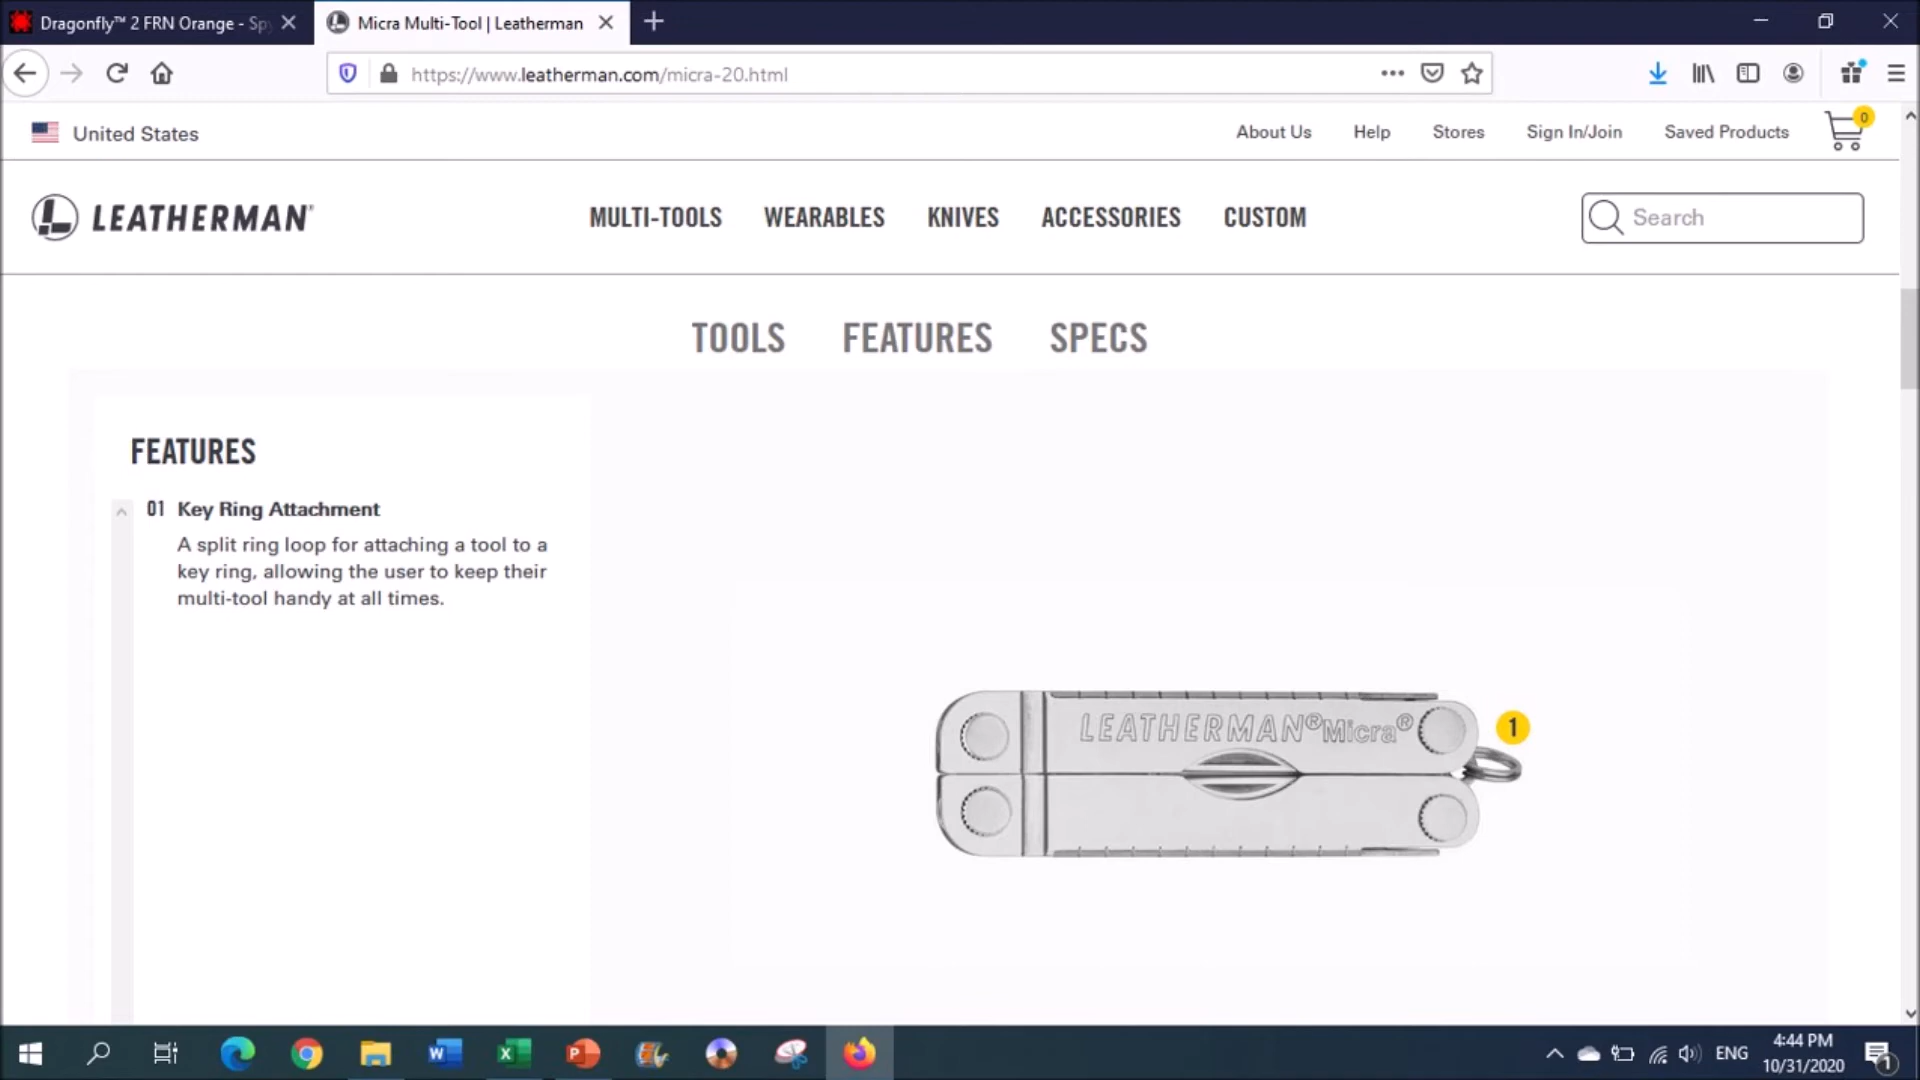 Dragonfly™ 2 FRN Orange - Sp
Micra Multi-Tool | Leatherman
https://www.leatherman.com/micra-20.html
United States
About Us
Help
Stores
Sign In/Join
Saved Products
0
LEATHERMAN®
MULTI-TOOLS
WEARABLES
KNIVES
ACCESSORIES
CUSTOM
Search
TOOLS
FEATURES
SPECS
FEATURES
01 Key Ring Attachment
A split ring loop for attaching a tool to a
key ring, allowing the user to keep their
multi-tool handy at all times.
LEATHERMAN® Micra®
1
ENG
4:44 PM
10/31/2020
1